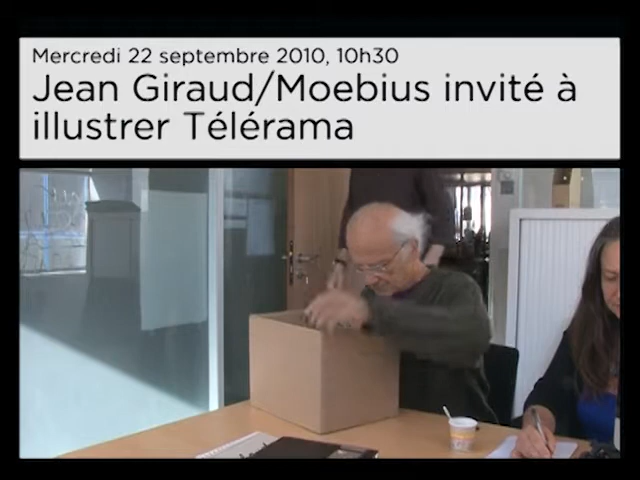 Mercredi 22 septembre 2010, 10h30
Jean Giraud/Moebius invité à
illustrer Télérama